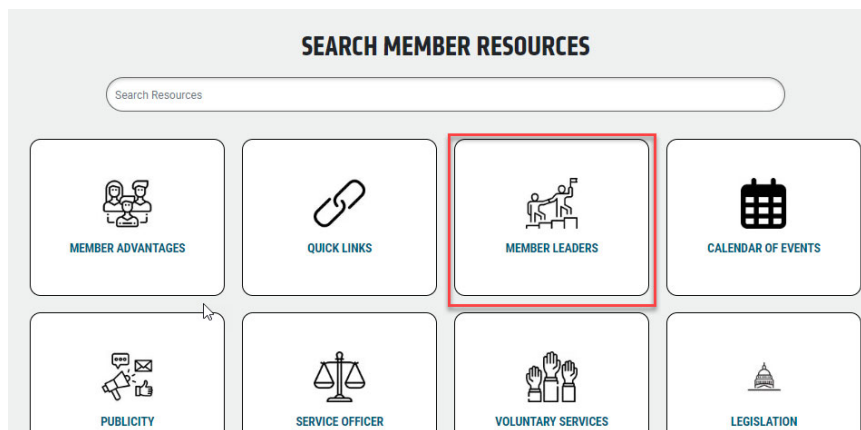 SEARCH MEMBER RESOURCES
Search Resources
MEMBER ADVANTAGES
QUICK LINKS
MEMBER LEADERS
CALENDAR OF EVENTS
PUBLICITY
SERVICE OFFICER
VOLUNTARY SERVICES
LEGISLATION